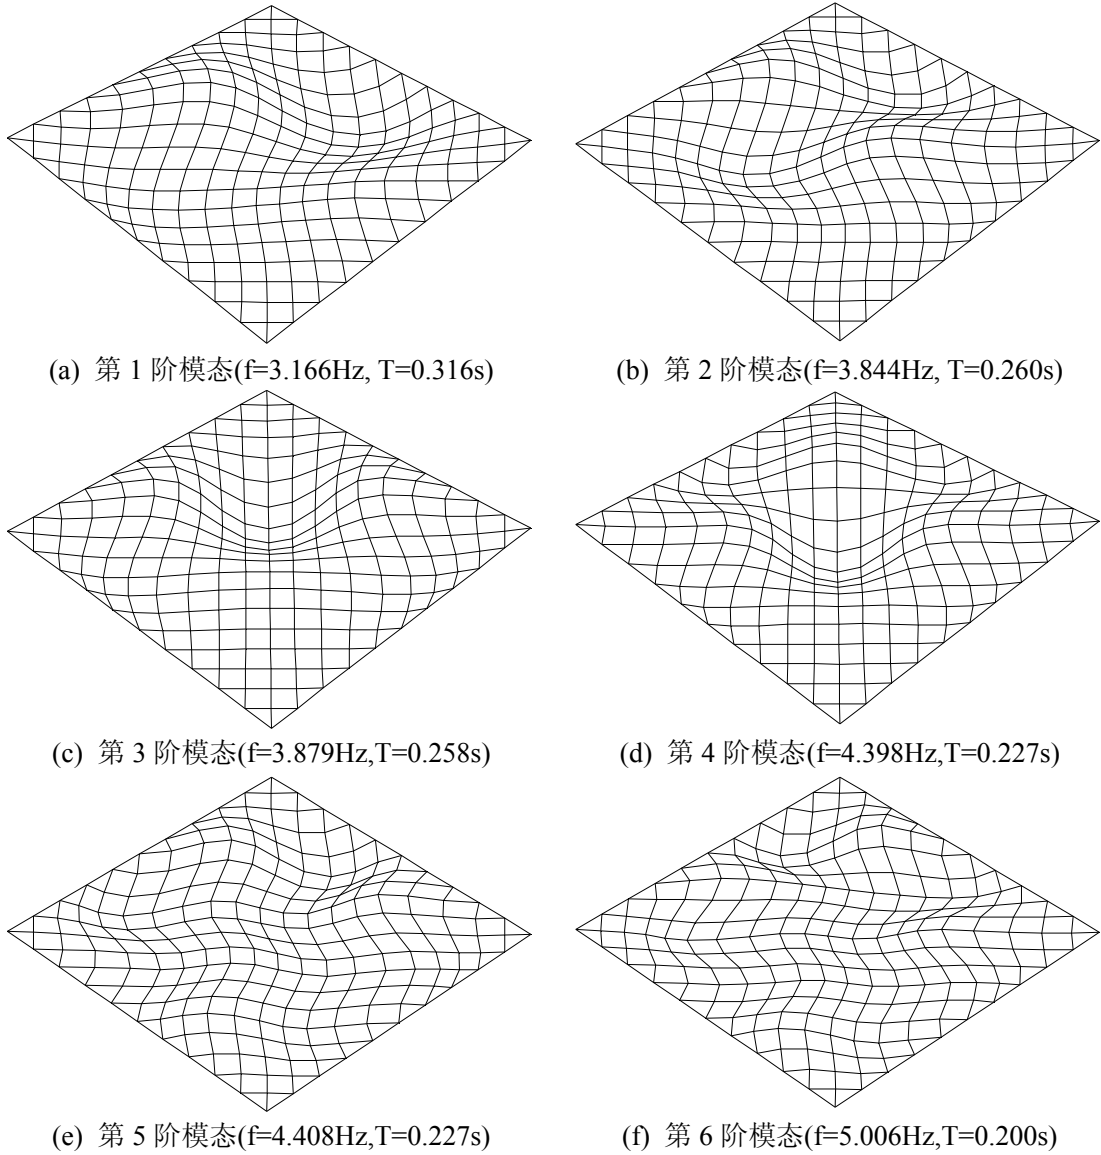 (a) 第 1 阶模态(f=3.166Hz, T=0.316s)
(b) 第 2 阶模态(f=3.844Hz, T=0.260s)
(c) 第 3 阶模态(f=3.879Hz,T=0.258s)
(d) 第 4 阶模态(f=4.398Hz,T=0.227s)
(e) 第 5 阶模态(f=4.408Hz,T=0.227s)
(f) 第 6 阶模态(f=5.006Hz,T=0.200s)